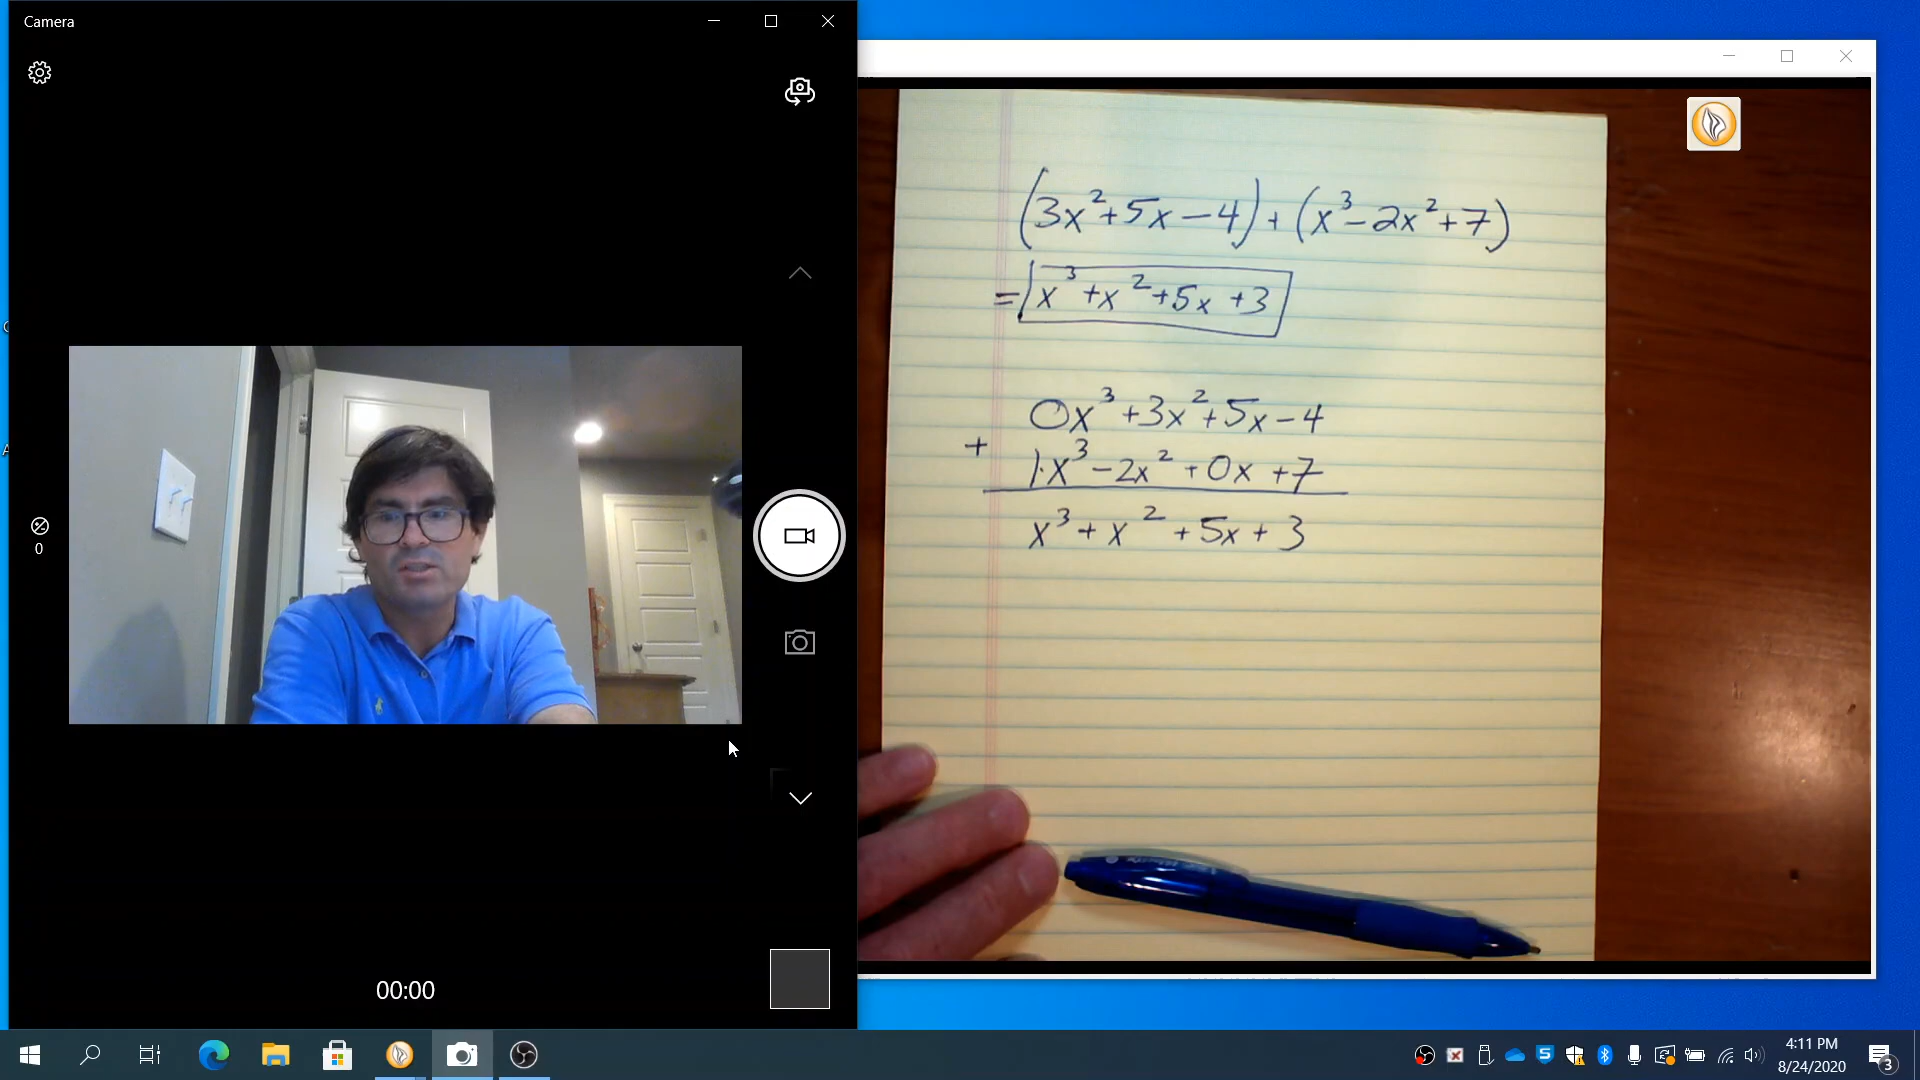 Camera
0
00:00
(3x²+5x-4)+(x³-2x²+7)
=x³+x²+5x+3
0x³+3x²+5x-4
+
1·x³-2x²+0x+7
x³+x²+5x+3
4:11 PM
8/24/2020
3